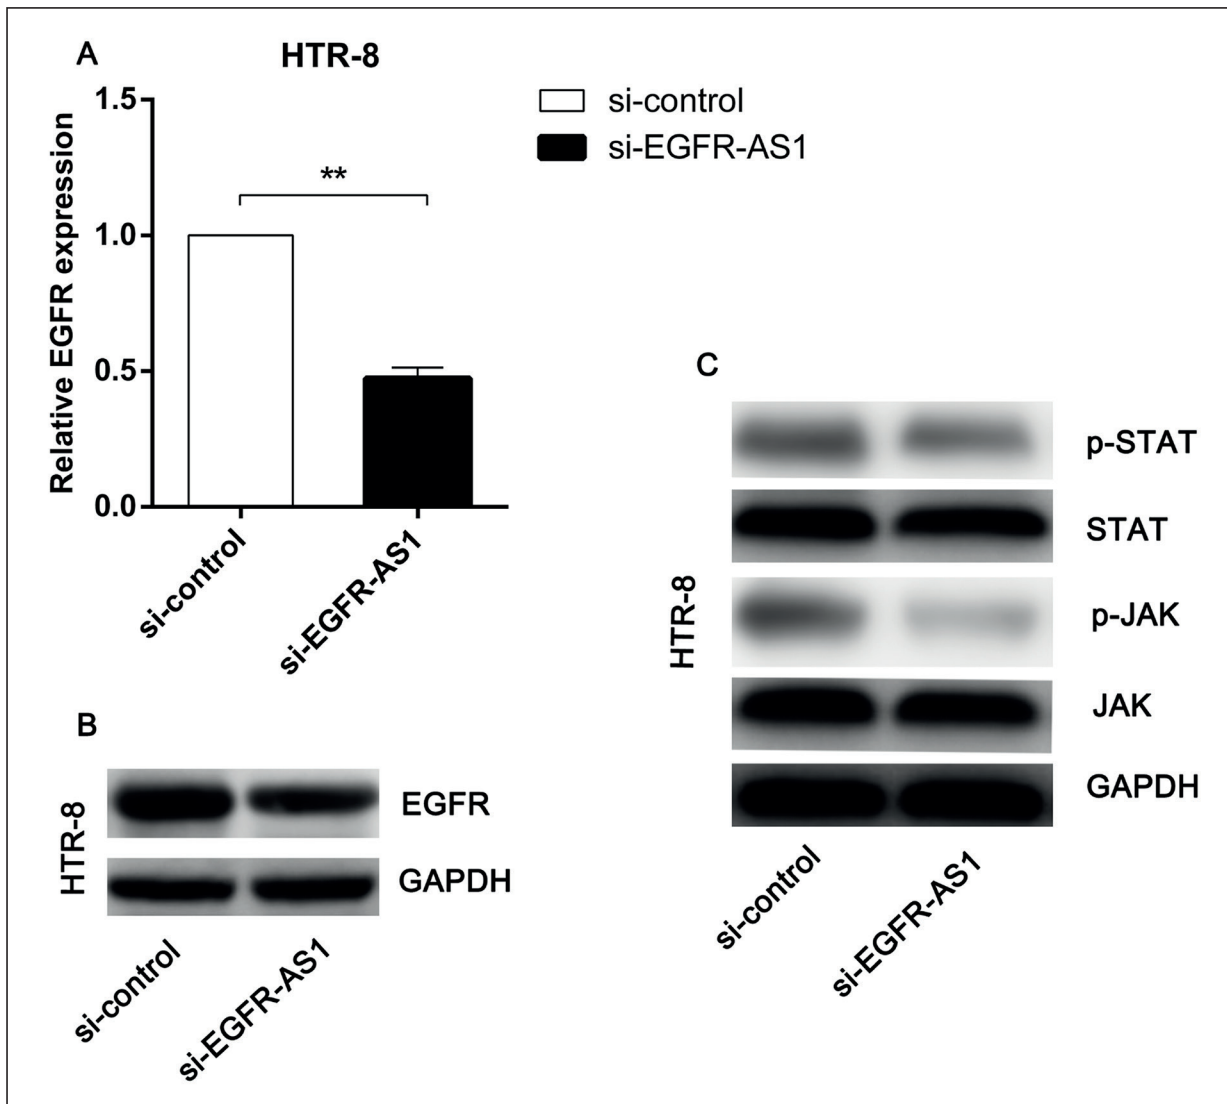 A
HTR-8
si-control
si-EGFR-AS1
Relative EGFR expression
1.5
1.0
0.5
0.0
**
si-control
si-EGFR-AS1
B
HTR-8
EGFR
GAPDH
si-control
si-EGFR-AS1
C
HTR-8
p-STAT
STAT
p-JAK
JAK
GAPDH
si-control
si-EGFR-AS1